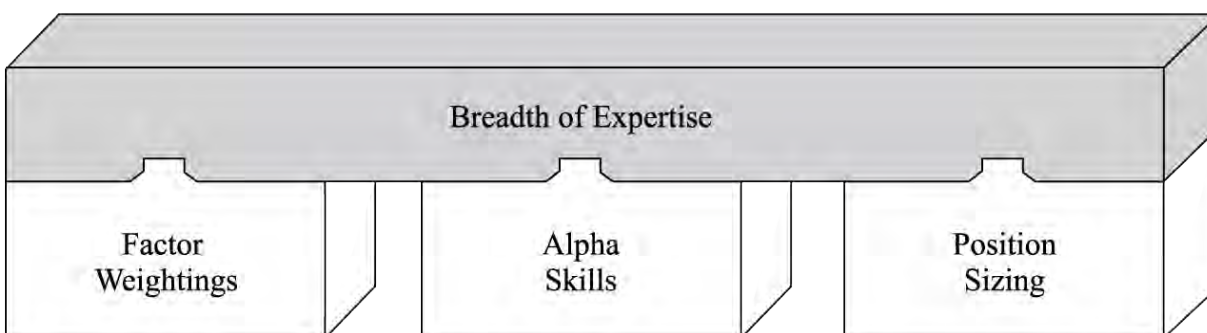 Breadth of Expertise
Factor
Weightings
Alpha
Skills
Position
Sizing